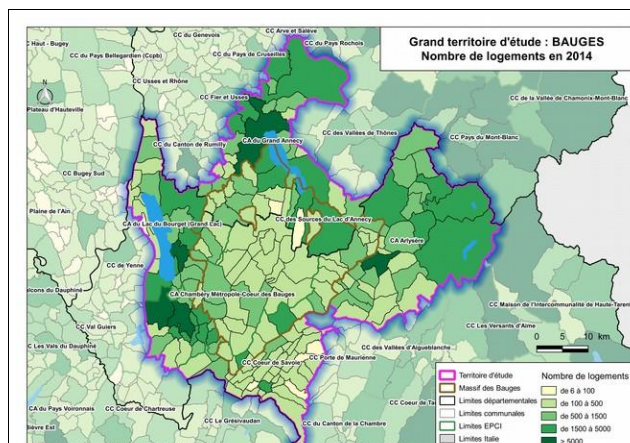 Grand territoire d'étude : BAUGES
Nombre de logements en 2014
CC du Genevois
CC Arve et Salève
CC Haut - Bugey
CC du Pays Rochois
CC du Pays Bellegardien (Ccpb)
CC du Pays de Cruseilles
CC Usses et Rhône
CC Fier et Usses
CC de la Vallée de Chamonix-Mont-Blanc
Plateau d'Hauteville
CA du Grand Annecy
CC des Vallées de Thônes
CC Pays du Mont-Blanc
CC du Canton de Rumilly
CC Bugey Sud
Plaine de l'Ain
CC des Sources du Lac d'Annecy
CA du Lac du Bourget (Grand Lac)
CA Arlysère
CC de Yenne
CA Chambéry Métropole-Coeur des Bauges
CC Maison de l'Intercommunalité de Haute-Taren
CC Val Guiers
CC Les Versants d'Aime
CC Les Vals du Dauphiné
CC des Vallées d'Aigueblanche
CC Porte de Maurienne
CC Coeur de Savoie
CA du Pays Voironnais
CC Coeur de Chartreuse
CC Le Grésivaudan
CC du Canton de la Chambre
0 5 10 km
Territoire d'étude
Massif des Bauges
Limites départementales
Limites communales
Limites EPCI
Limites Italie
Nombre de logements
de 6 à 100
de 100 à 500
de 500 à 1500
de 1500 à 5000
> 5000